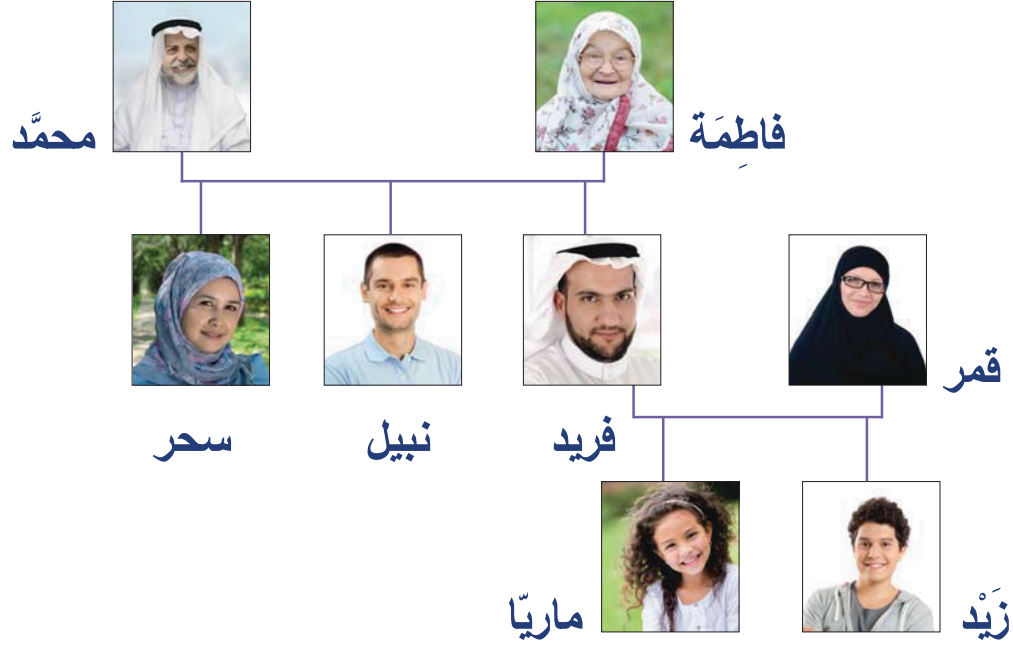 فاطِمَة
محمَّد
قمر
فريد
نبيل
سحر
زَيْد
ماريّا